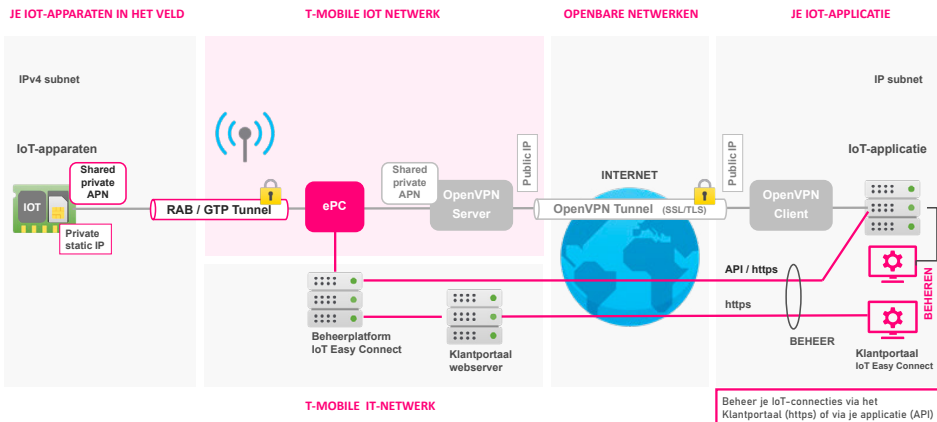 JE IOT-APPARATEN IN HET VELD
T-MOBILE IOT NETWERK
OPENBARE NETWERKEN
JE IOT-APPLICATIE
IPv4 subnet
IP subnet
IoT-apparaten
IoT-applicatie
Shared
private
APN
IOT
Private
static IP
RAB / GTP Tunnel
ePC
Shared
private
APN
OpenVPN
Server
Public IP
INTERNET
OpenVPN Tunnel (SSL/TLS)
Public IP
OpenVPN
Client
API / https
https
BEHEER
BEHEREN
Beheerplatform
IoT Easy Connect
Klantportaal
webserver
Klantportaal
IoT Easy Connect
T-MOBILE IT-NETWERK
Beheer je IoT-connecties via het
Klantportaal (https) of via je applicatie (API)